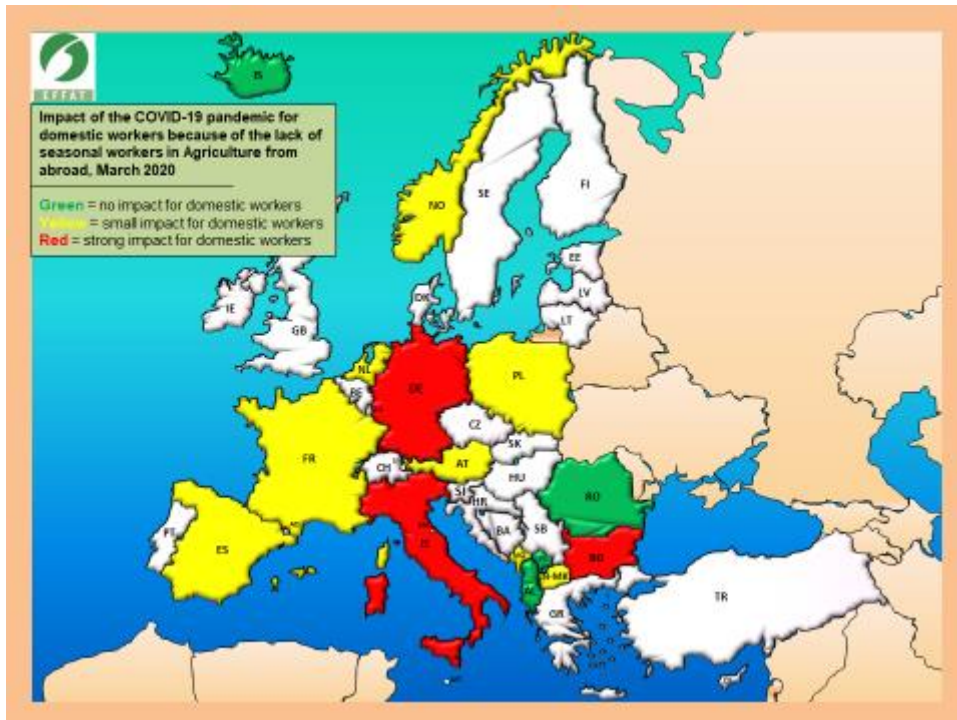 EFFAT
Impact of the COVID-19 pandemic for
domestic workers because of the lack of
seasonal workers in Agriculture from
abroad, March 2020
Green = no impact for domestic workers
Yellow = small impact for domestic workers
Red = strong impact for domestic workers
IS
NO
SE
FI
EE
LV
LT
DK
IE
GB
NL
BE
DE
PL
CZ
SK
FR
CH
AT
HU
RO
SI
HR
BA
SB
PT
ES
AL
GR
TR